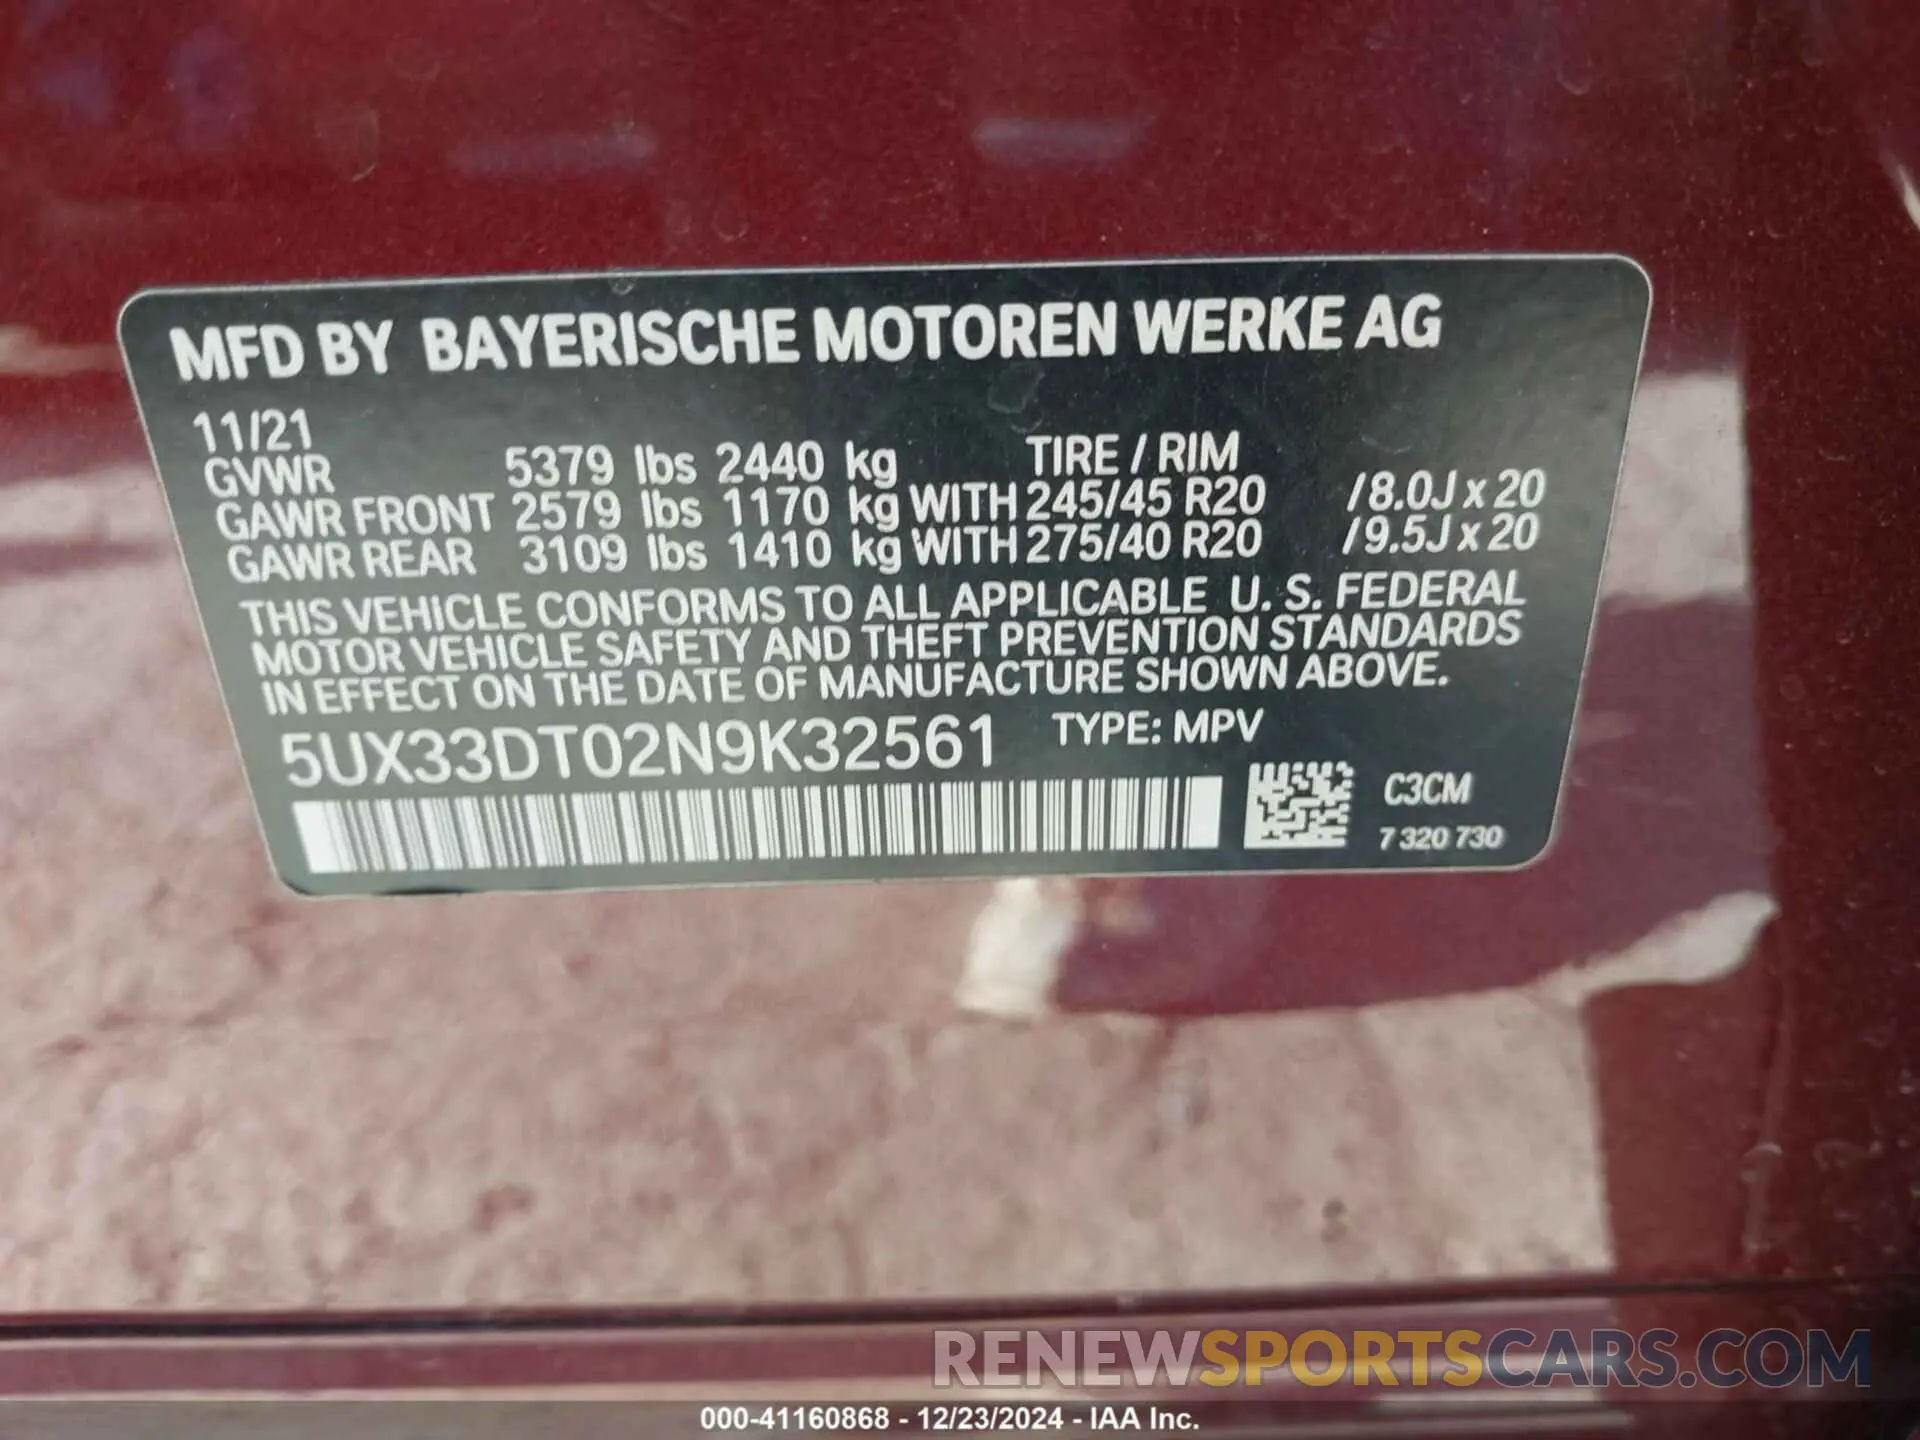 MFD BY BAYERISCHE MOTOREN WERKE AG
11/21
GVWR 5379 lbs 2440 kg TIRE / RIM
GAWR FRONT 2579 lbs 1170 kg WITH 245/45 R20 /8.0J x 20
GAWR REAR 3109 lbs 1410 kg WITH 275/40 R20 /9.5J x 20
THIS VEHICLE CONFORMS TO ALL APPLICABLE U. S. FEDERAL
MOTOR VEHICLE SAFETY AND THEFT PREVENTION STANDARDS
IN EFFECT ON THE DATE OF MANUFACTURE SHOWN ABOVE.
5UX33DT02N9K32561 TYPE: MPV
C3CM
7 320 730
RENEWSPORTSCARS.COM
000-41160868 - 12/23/2024 - IAA Inc.